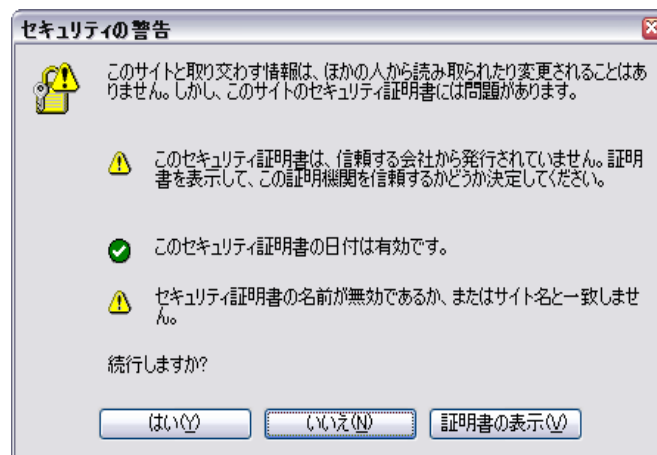 セキュリティの警告
このサイトと取り交わす情報は、ほかの人から読み取られたり変更されることはあ
りません。しかし、このサイトのセキュリティ証明書には問題があります。
このセキュリティ証明書は、信頼する会社から発行されていません。証明
書を表示して、この証明機関を信頼するかどうか決定してください。
このセキュリティ証明書の日付は有効です。
セキュリティ証明書の名前が無効であるか、またはサイト名と一致しませ
ん。
続行しますか?
はい(Y) いいえ(N) 証明書の表示(V)